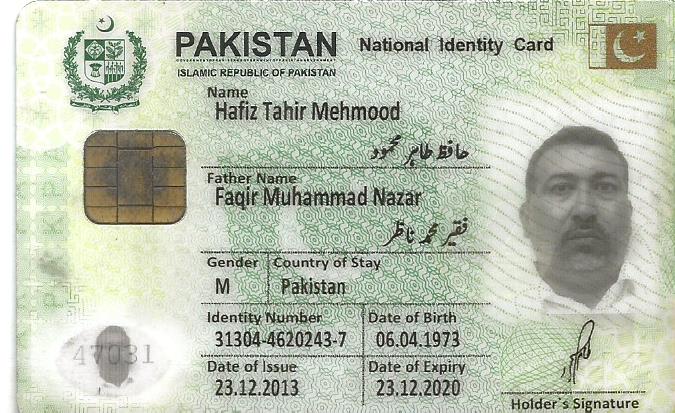 PAKISTAN National Identity Card
ISLAMIC REPUBLIC OF PAKISTAN
Name
Hafiz Tahir Mehmood
حافظ طاہر محمود
Father Name
Faqir Muhammad Nazar
فقیر محمد ناظر
Gender Country of Stay
M Pakistan
Identity Number Date of Birth
31304-4620243-7 06.04.1973
Date of Issue Date of Expiry
23.12.2013 23.12.2020
47031
Holder's Signature